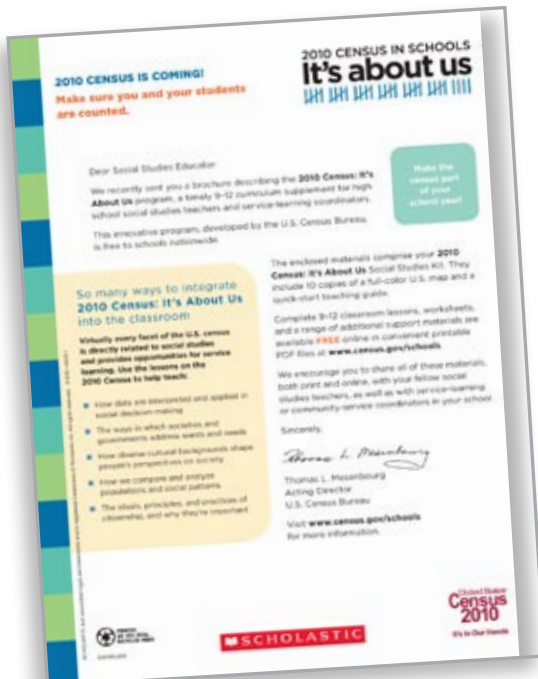 2010 CENSUS IS COMING!
Make sure you and your students
are counted.
2010 CENSUS IN SCHOOLS
It's about us
Dear Social Studies Educator:
We recently sent you a brochure describing the 2010 Census: It's
About Us program, a timely 9–12 curriculum supplement for high
school social studies teachers and service-learning coordinators.
This innovative program, developed by the U.S. Census Bureau,
is free to schools nationwide.
Make the
census part
of your
school year!
So many ways to integrate
2010 Census: It's About Us
into the classroom
Virtually every facet of the U.S. census
is directly related to social studies
and provides opportunities for service
learning. Use the lessons on the
2010 Census to help teach:
• How data are interpreted and applied in
social decision-making
• The ways in which societies and
governments address wants and needs
• How diverse cultural backgrounds shape
people's perspectives on society
• How we compare and analyze
populations and social patterns.
• The ideals, principles, and practices of
citizenship, and why they're important
The enclosed materials comprise your 2010
Census: It's About Us Social Studies Kit. They
include 10 copies of a full-color U.S. map and a
quick-start teaching guide.
Complete 9–12 classroom lessons, worksheets,
and a range of additional support materials are
available FREE online in convenient printable
PDF files at www.census.gov/schools.
We encourage you to share all of these materials,
both print and online, with your fellow social
studies teachers, as well as with service-learning
or community-service coordinators in your school.
Sincerely,
Thomas L. Mesenbourg
Thomas L. Mesenbourg
Acting Director
U.S. Census Bureau
Visit www.census.gov/schools
for more information.
SCHOLASTIC
United States
Census
2010
It's In Our Hands